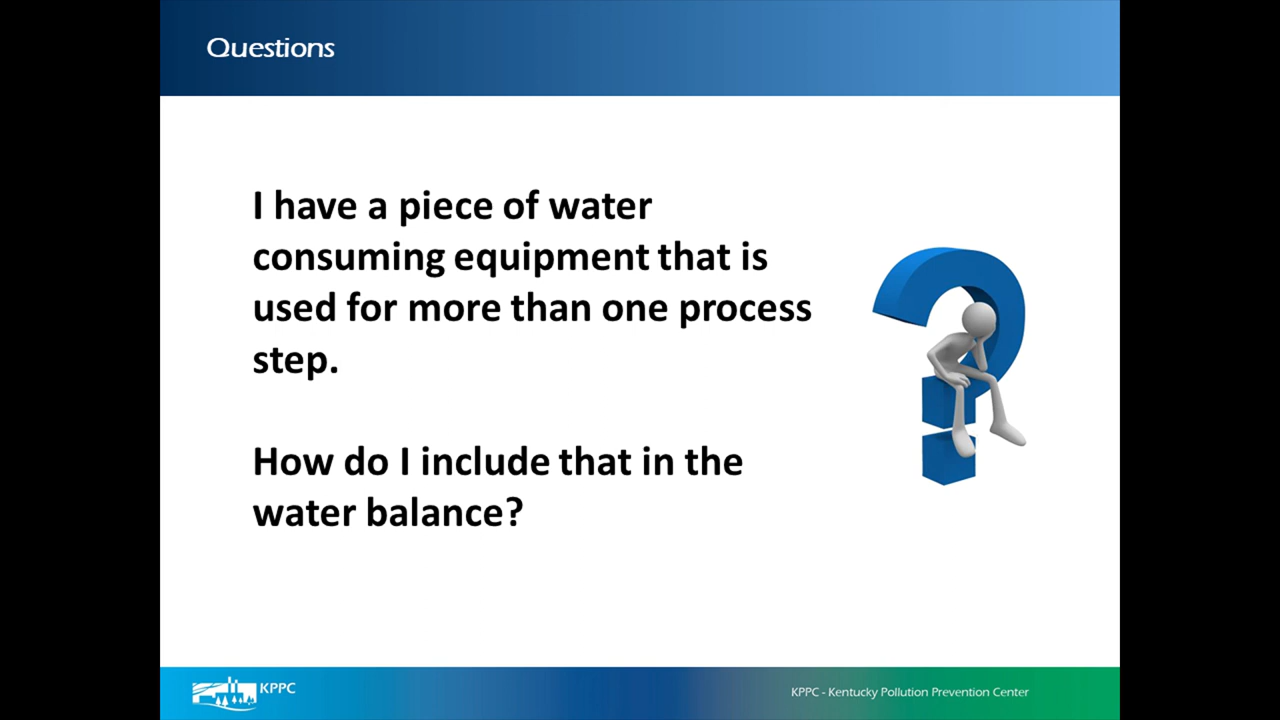 Questions
I have a piece of water
consuming equipment that is
used for more than one process
step.
How do I include that in the
water balance?
KPPC
KPPC - Kentucky Pollution Prevention Center